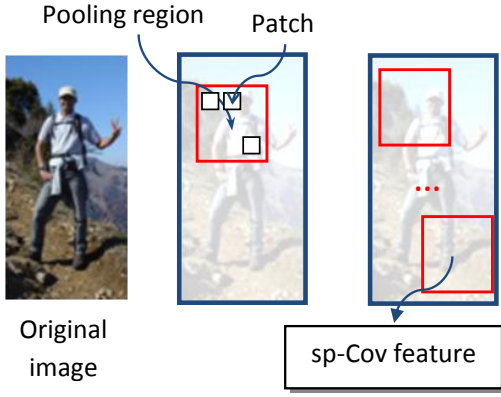 Pooling region
Patch
Original
image
sp-Cov feature